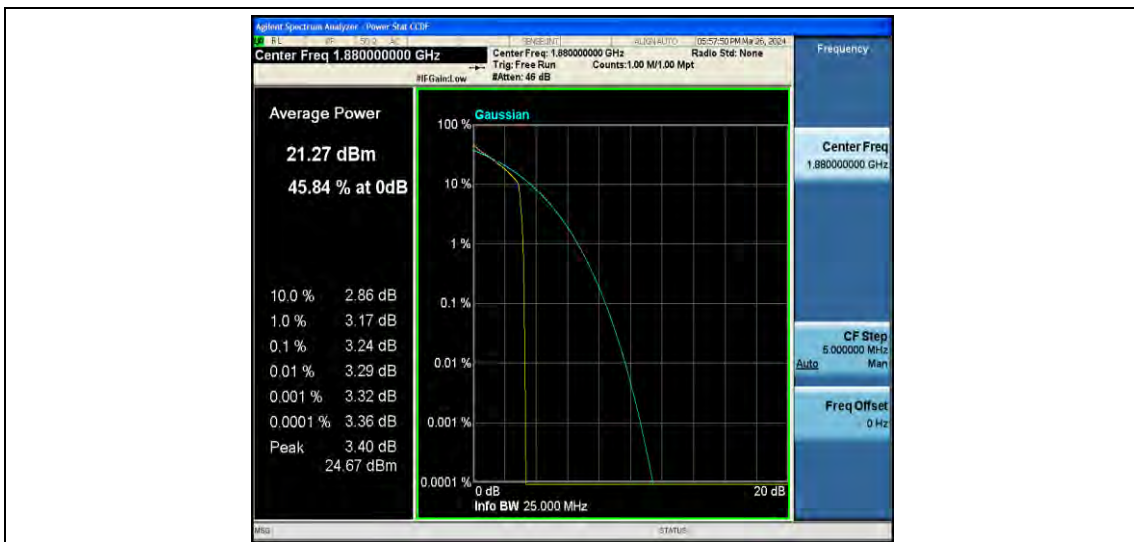 Agilent Spectrum Analyzer - Power Stat CCDF
RL RF 50 Ω AC SENSE:INT ALIGN AUTO 05:57:50 PM Mar 26, 2024
Center Freq 1.880000000 GHz
Center Freq: 1.880000000 GHz Radio Std: None
Trig: Free Run Counts:1.00 M/1.00 Mpt
#IFGain:Low #Atten: 46 dB
Frequency
Average Power
21.27 dBm
45.84 % at 0dB
10.0 % 2.86 dB
1.0 % 3.17 dB
0.1 % 3.24 dB
0.01 % 3.29 dB
0.001 % 3.32 dB
0.0001 % 3.36 dB
Peak 3.40 dB
24.67 dBm
Gaussian
100 %
10 %
1 %
0.1 %
0.01 %
0.001 %
0.0001 %
0 dB 20 dB
Info BW 25.000 MHz
Center Freq
1.880000000 GHz
CF Step
5.000000 MHz
Auto Man
Freq Offset
0 Hz
MSG STATUS